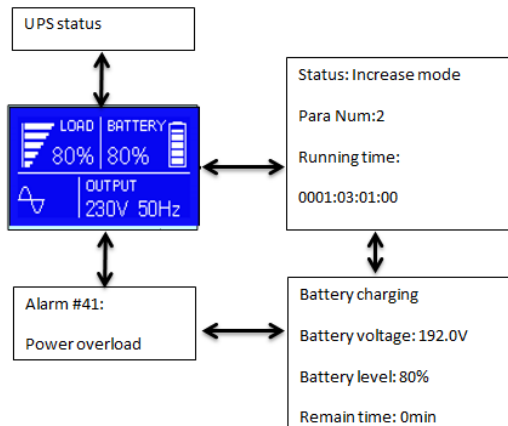 UPS status
LOAD BATTERY
80% 80%
OUTPUT
230V 50Hz
Status: Increase mode
Para Num:2
Running time:
0001:03:01:00
Alarm #41:
Power overload
Battery charging
Battery voltage: 192.0V
Battery level: 80%
Remain time: 0min